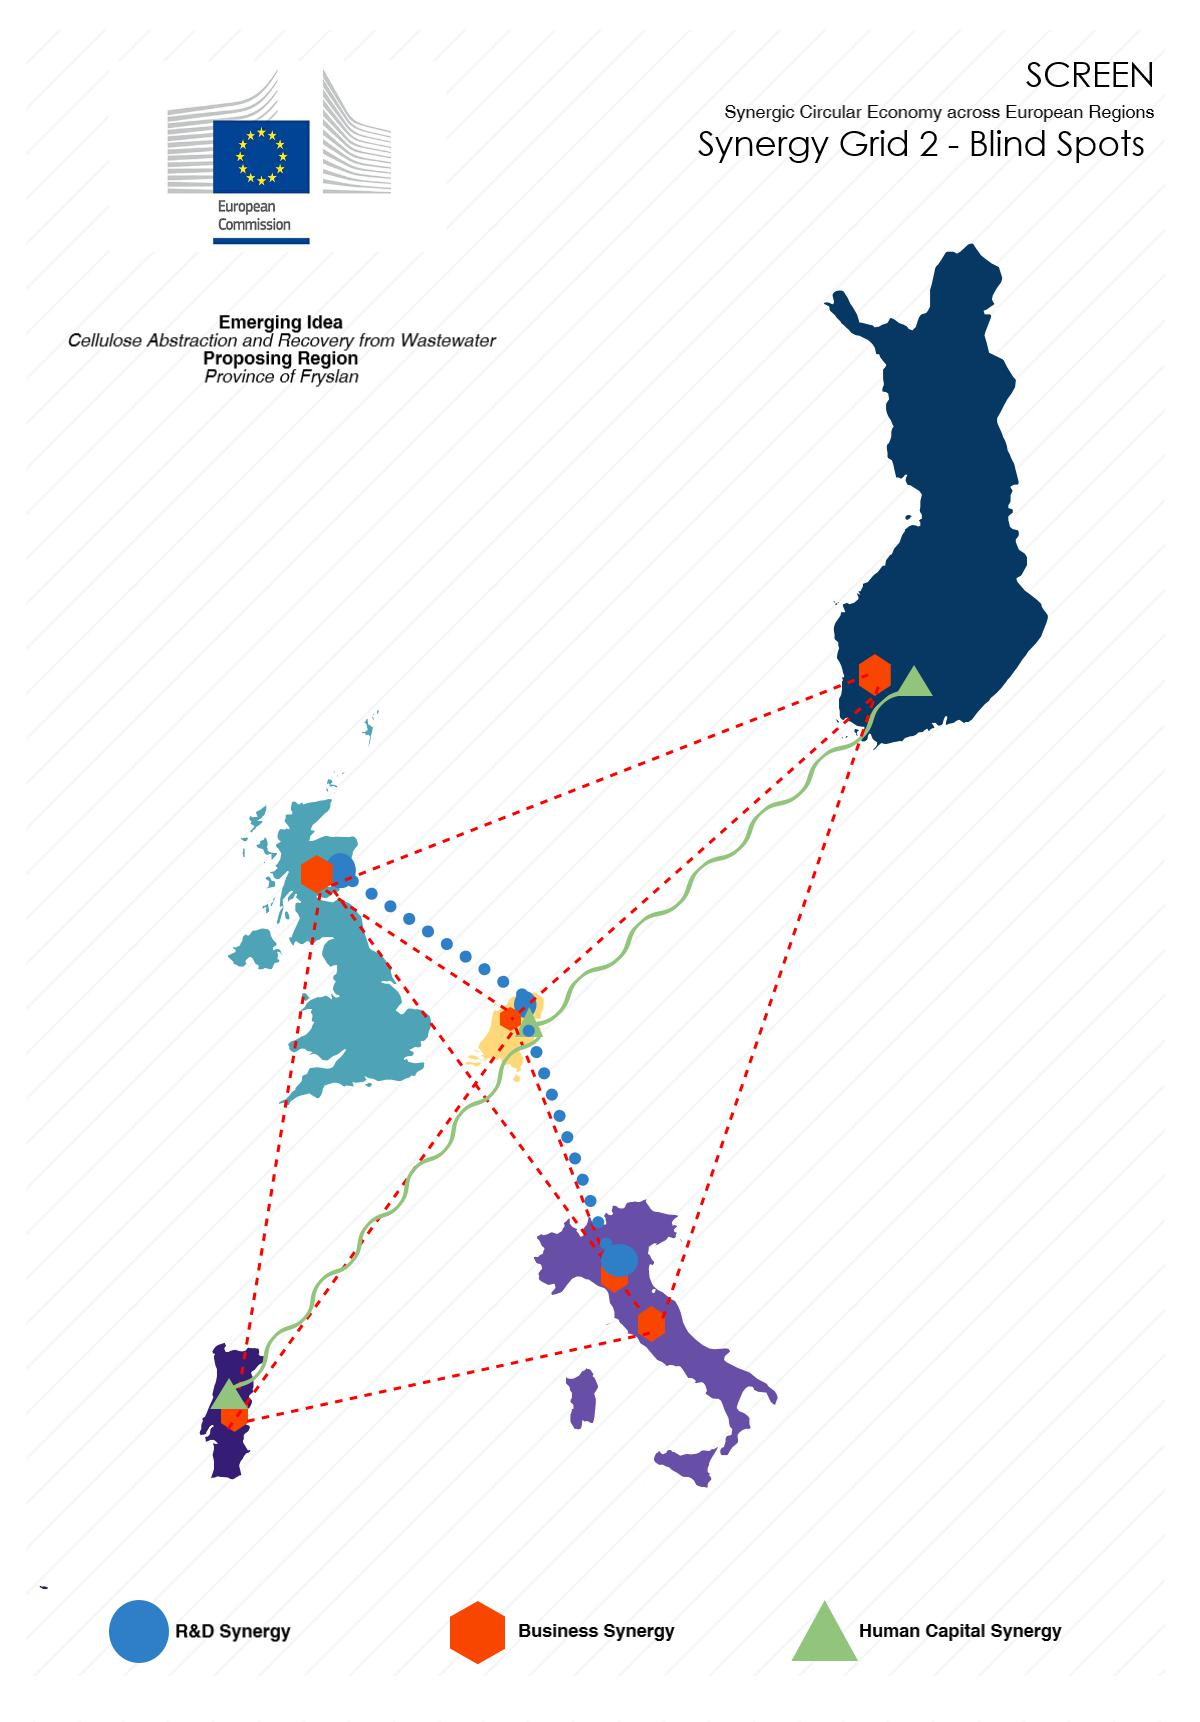 SCREEN
Synergic Circular Economy across European Regions
Synergy Grid 2 - Blind Spots
European
Commission
Emerging Idea
Cellulose Abstraction and Recovery from Wastewater
Proposing Region
Province of Fryslan
R&D Synergy
Business Synergy
Human Capital Synergy